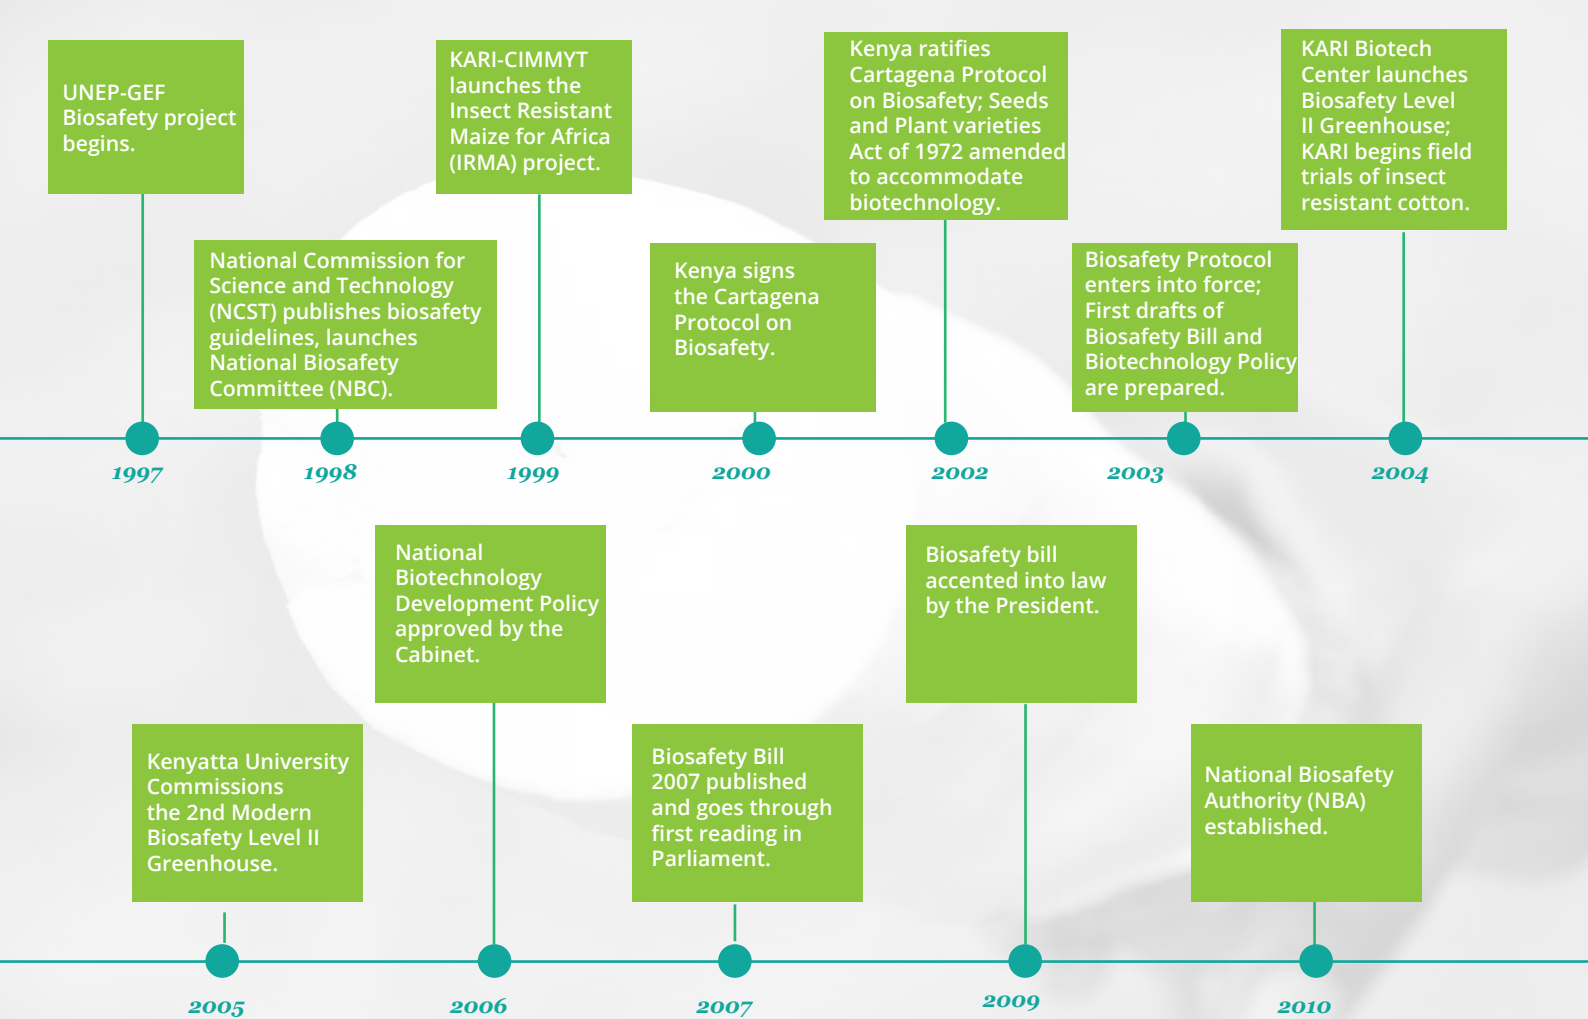 UNEP-GEF
Biosafety project
begins.
National Commission for
Science and Technology
(NCST) publishes biosafety
guidelines, launches
National Biosafety
Committee (NBC).
KARI-CIMMYT
launches the
Insect Resistant
Maize for Africa
(IRMA) project.
Kenya signs
the Cartagena
Protocol on
Biosafety.
Kenya ratifies
Cartagena Protocol
on Biosafety; Seeds
and Plant varieties
Act of 1972 amended
to accommodate
biotechnology.
Biosafety Protocol
enters into force;
First drafts of
Biosafety Bill and
Biotechnology Policy
are prepared.
KARI Biotech
Center launches
Biosafety Level
II Greenhouse;
KARI begins field
trials of insect
resistant cotton.
1997
1998
1999
2000
2002
2003
2004
Kenyatta University
Commissions
the 2nd Modern
Biosafety Level II
Greenhouse.
National
Biotechnology
Development Policy
approved by the
Cabinet.
Biosafety Bill
2007 published
and goes through
first reading in
Parliament.
Biosafety bill
accented into law
by the President.
National Biosafety
Authority (NBA)
established.
2005
2006
2007
2009
2010